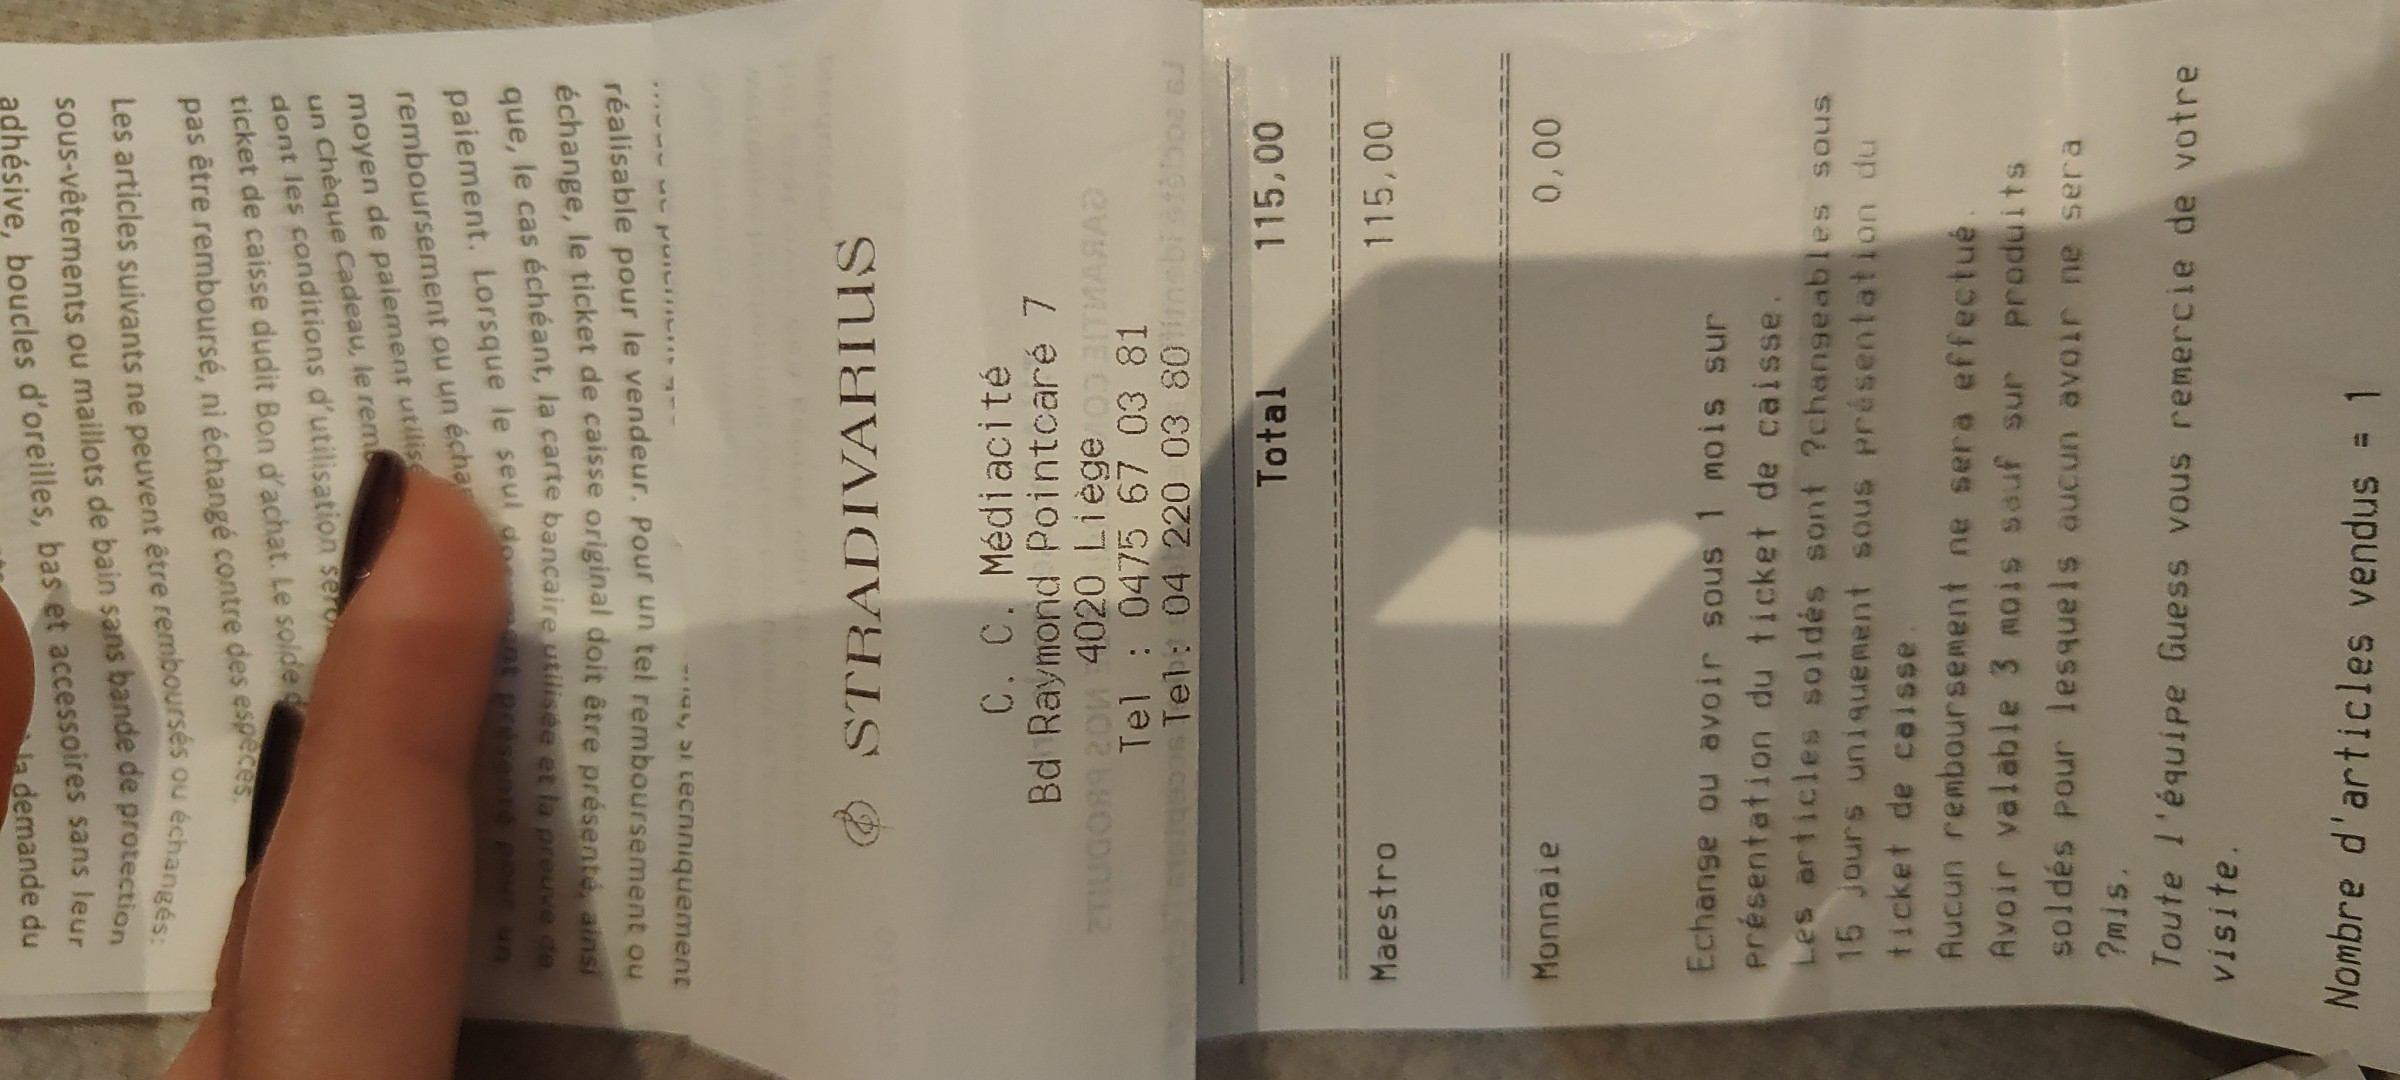 réalisable pour le vendeur. Pour un tel remboursement ou
échange, le ticket de caisse original doit être présenté, ainsi
que, le cas échéant, la carte bancaire utilisée et la preuve de
paiement. Lorsque le seul présenté pour un
remboursement ou un
moyen de paiement
un Chèque Cadeau, le
dont les conditions d'utilisation
ticket de caisse dudit Bon d'achat. Le solde
pas être remboursé, ni échangé contre des espèces.
Les articles suivants ne peuvent être remboursés ou échangés:
sous-vêtements ou maillots de bain sans bande de protection
adhésive, boucles d'oreilles, bas et accessoires sans leur
la demande du
si techniquement
STRADIVARIUS
C. C. Médiacité
Bd Raymond Pointcaré 7
4020 Liège
Tel : 0475 67 03 81
Tel: 04 220 03 80
Total 115,00
Maestro 115,00
Monnaie 0,00
Echange ou avoir sous 1 mois sur
présentation du ticket de caisse.
Les articles soldés sont ?changeables sous
15 jours uniquement sous présentation du
ticket de caisse.
Aucun remboursement ne sera effectué.
Avoir valable 3 mois sauf sur produits
soldés pour lesquels aucun avoir ne sera
?mis.
Toute l'équipe Guess vous remercie de votre
visite.
Nombre d'articles vendus = 1